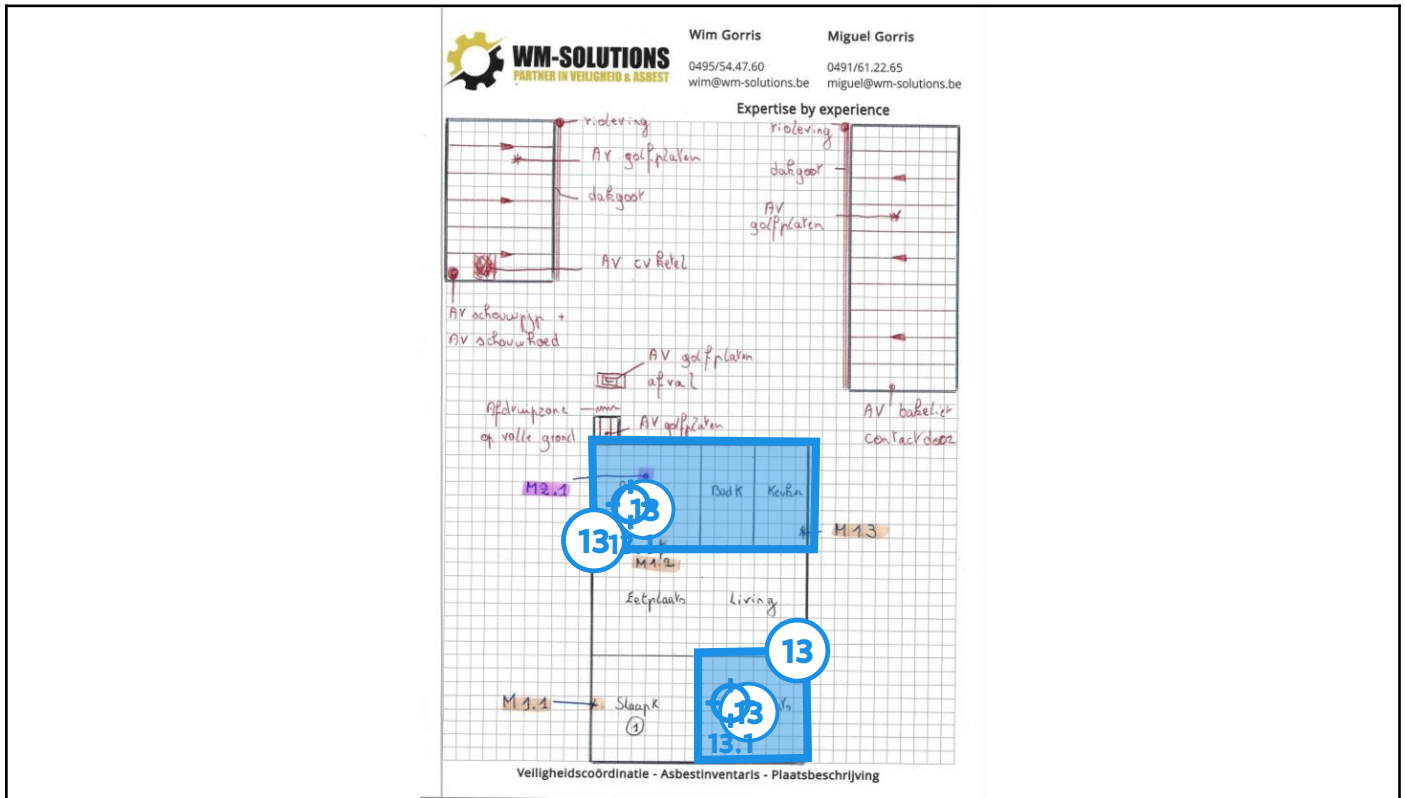 Wim Gorris
Miguel Gorris
WM-SOLUTIONS
PARTNER IN VEILIGHEID & ASBEST
0495/54.47.60
0491/61.22.65
wim@wm-solutions.be
miguel@wm-solutions.be
Expertise by experience
riolering
riolering
AV golfplaten
dakgoot
dakgoot
AV
golfplaten
AV cv ketel
AV schouwpijp +
AV schouwhoed
AV golfplaten
afval
Afdrupzone
op volle grond
AV golfplaten
AV bakeliet
contactdoos
M2.1
Badk
Keuken
13
13
M13
M1.2
Eetplaats
Living
13
M1.1
Slaapk
1
13
13.1
Veiligheidscoördinatie - Asbestinventaris - Plaatsbeschrijving